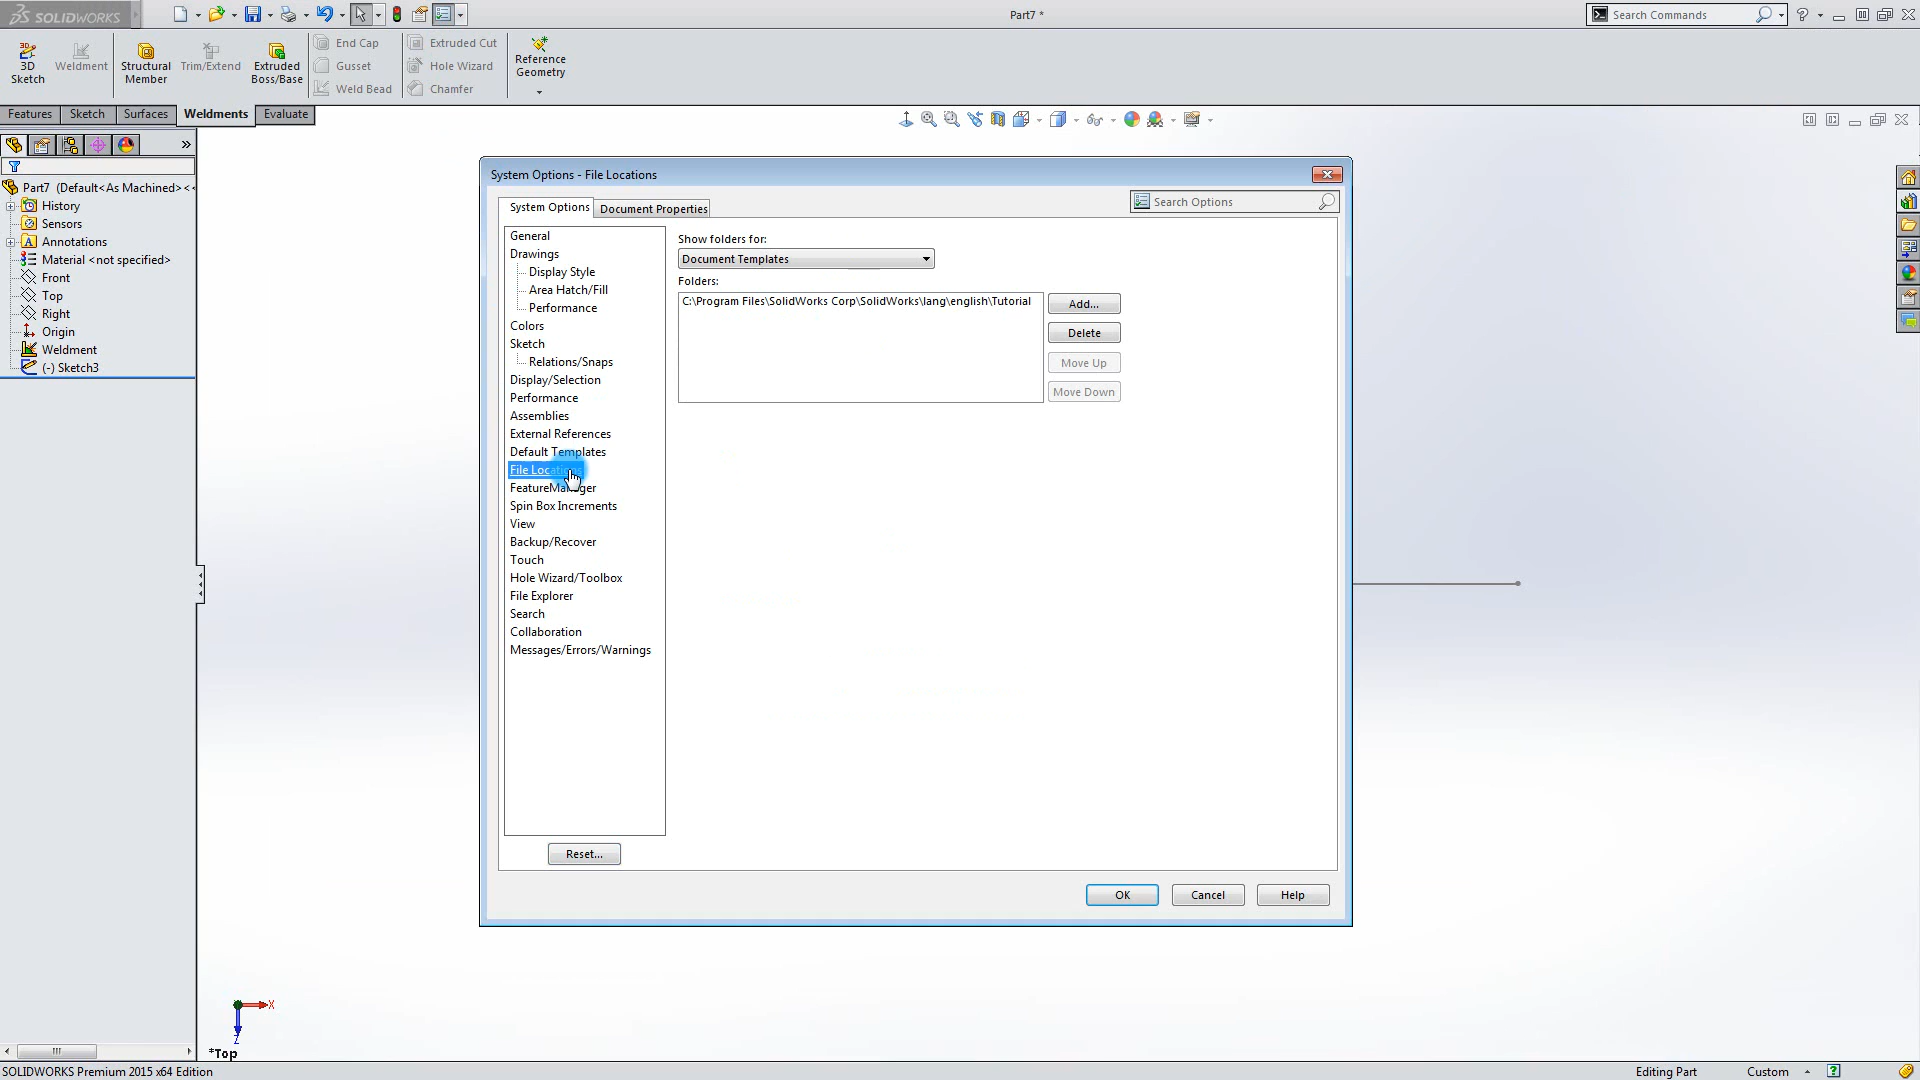 SOLIDWORKS
Part7 *
Search Commands
3D
Sketch
Weldment
Structural
Member
Trim/Extend
Extruded
Boss/Base
End Cap
Gusset
Weld Bead
Extruded Cut
Hole Wizard
Chamfer
Reference
Geometry
Features
Sketch
Surfaces
Weldments
Evaluate
Part7 (Default<As Machined><<
History
Sensors
Annotations
Material <not specified>
Front
Top
Right
Origin
Weldment
(-) Sketch3
System Options - File Locations
System Options
Document Properties
Search Options
General
Drawings
Display Style
Area Hatch/Fill
Performance
Colors
Sketch
Relations/Snaps
Display/Selection
Performance
Assemblies
External References
Default Templates
File Locations
FeatureManager
Spin Box Increments
View
Backup/Recover
Touch
Hole Wizard/Toolbox
File Explorer
Search
Collaboration
Messages/Errors/Warnings
Reset...
Show folders for:
Document Templates
Folders:
C:\Program Files\SolidWorks Corp\SolidWorks\lang\english\Tutorial
Add...
Delete
Move Up
Move Down
OK
Cancel
Help
X
Z
*Top
SOLIDWORKS Premium 2015 x64 Edition
Editing Part
Custom